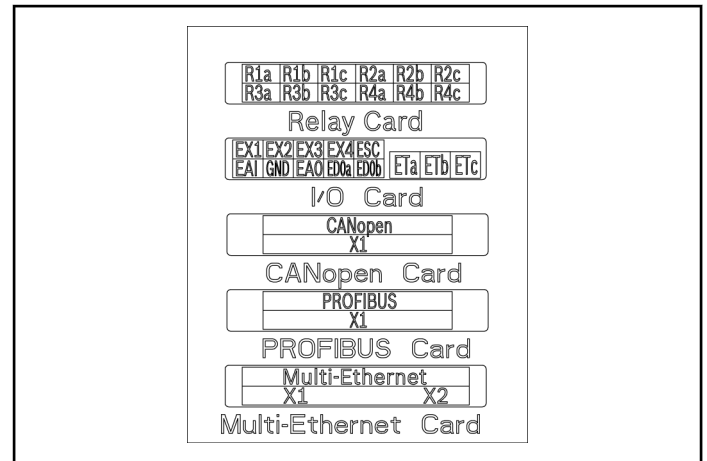 R1a R1b R1c R2a R2b R2c
R3a R3b R3c R4a R4b R4c
Relay Card
EX1 EX2 EX3 EX4 ESC
EAI GND EAO EDOa EDOb ETa ETb ETc
I/O Card
CANopen
X1
CANopen Card
PROFIBUS
X1
PROFIBUS Card
Multi-Ethernet
X1 X2
Multi-Ethernet Card